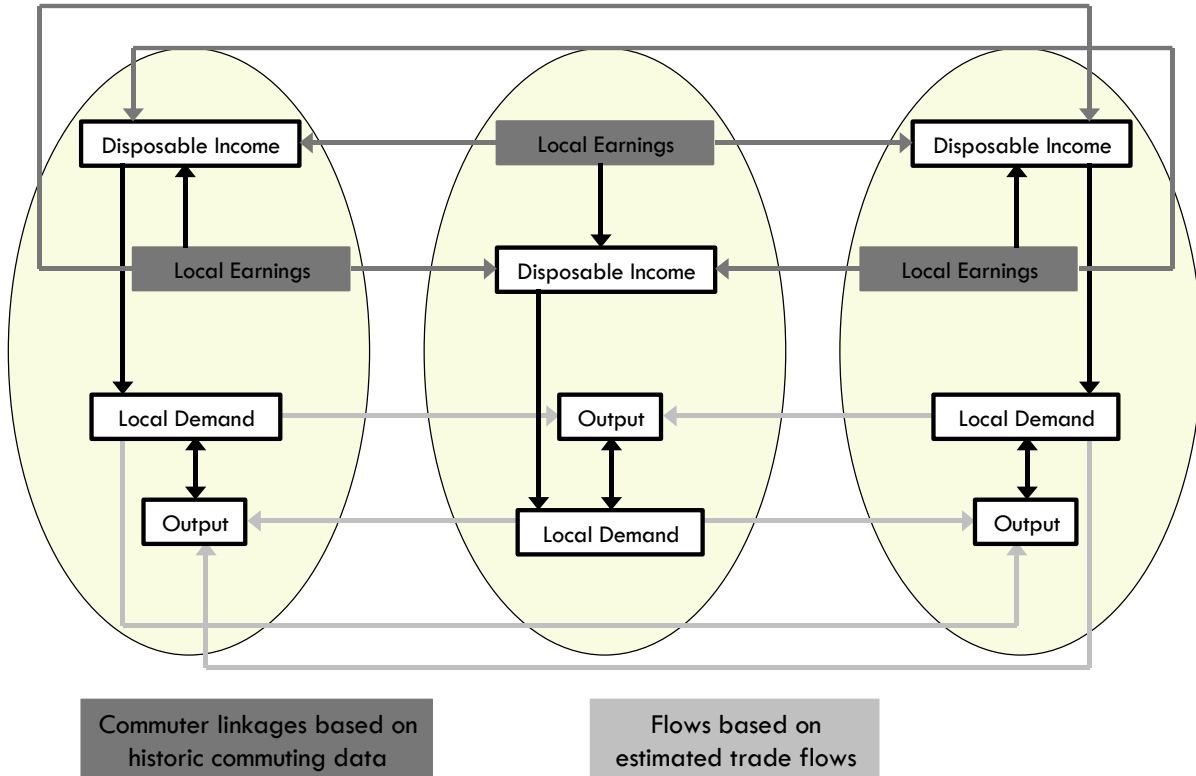 Disposable Income
Local Earnings
Disposable Income
Local Earnings
Disposable Income
Local Earnings
Local Demand
Output
Local Demand
Output
Local Demand
Output
Commuter linkages based on
historic commuting data
Flows based on
estimated trade flows